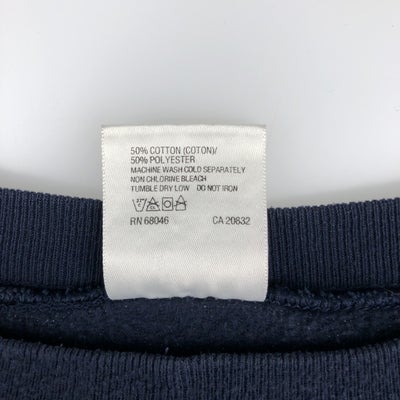 50% COTTON (COTON)/
50% POLYESTER
MACHINE WASH COLD SEPARATELY
NON CHLORINE BLEACH
TUMBLE DRY LOW DO NOT IRON
RN 68046 CA 20832